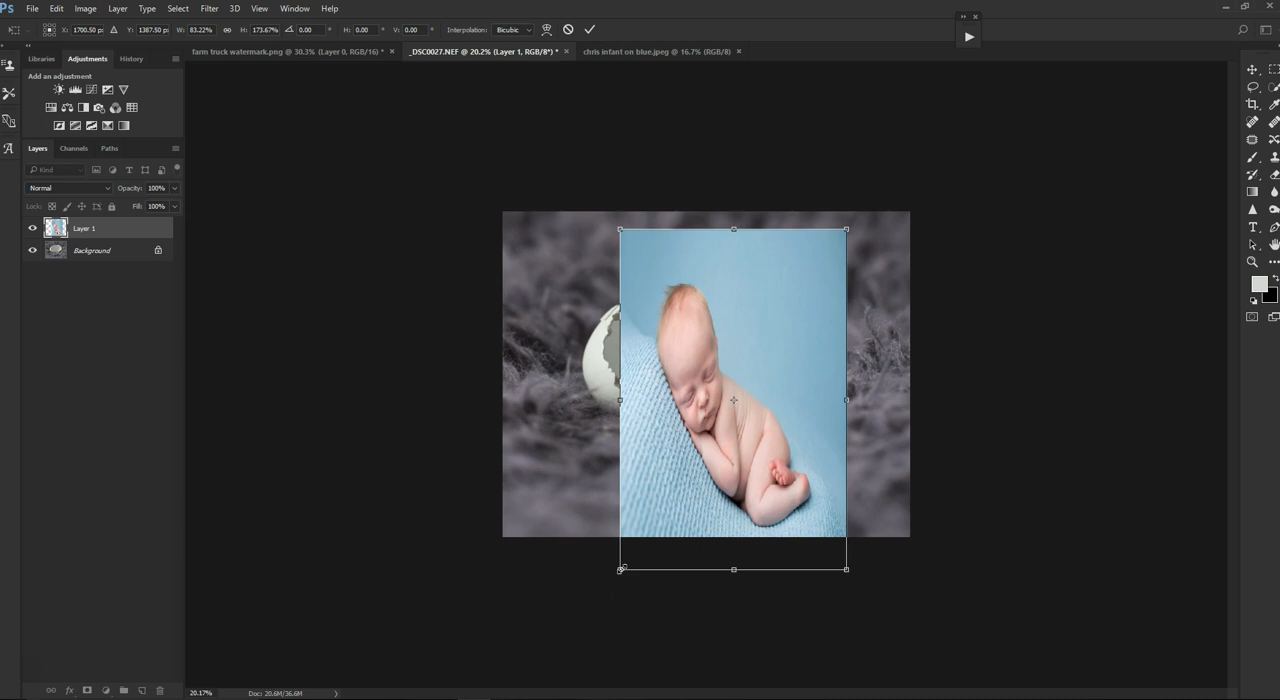 Ps File Edit Image Layer Type Select Filter 3D View Window Help
X: 1700.50 px Y: 1387.50 px W: 83.22% H: 173.67% 0.00 ° H: 0.00 ° V: 0.00 ° Interpolation: Bicubic
farm truck watermark.png @ 30.3% (Layer 0, RGB/16) * × _DSC0027.NEF @ 20.2% (Layer 1, RGB/8*) * × chris infant on blue.jpeg @ 16.7% (RGB/8) ×
Libraries Adjustments History
Add an adjustment
Layers Channels Paths
Kind
Normal Opacity: 100%
Lock: Fill: 100%
Layer 1
Background
20.17% Doc: 20.6M/36.6M